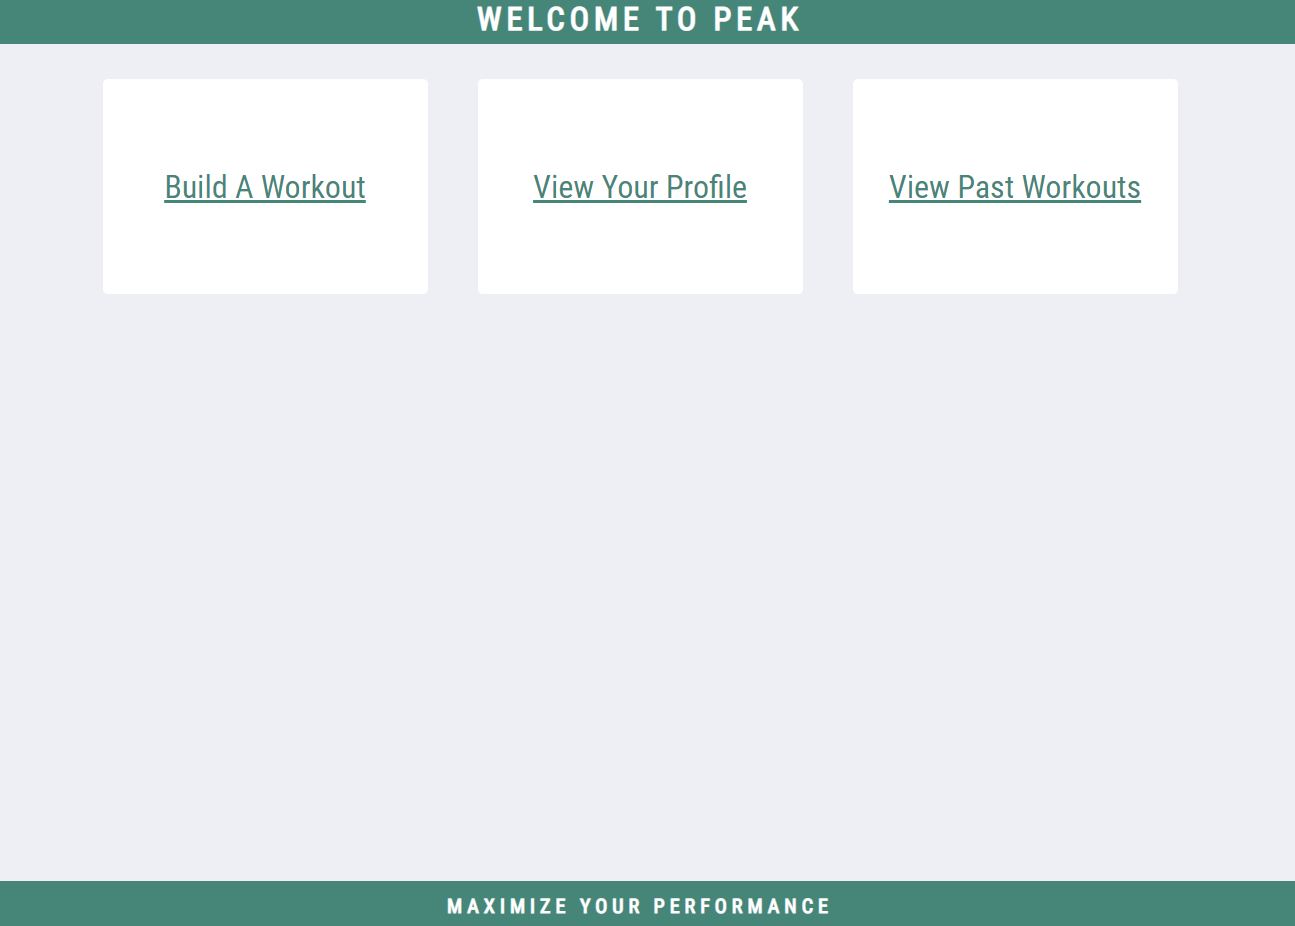 WELCOME TO PEAK
Build A Workout
View Your Profile
View Past Workouts
MAXIMIZE YOUR PERFORMANCE